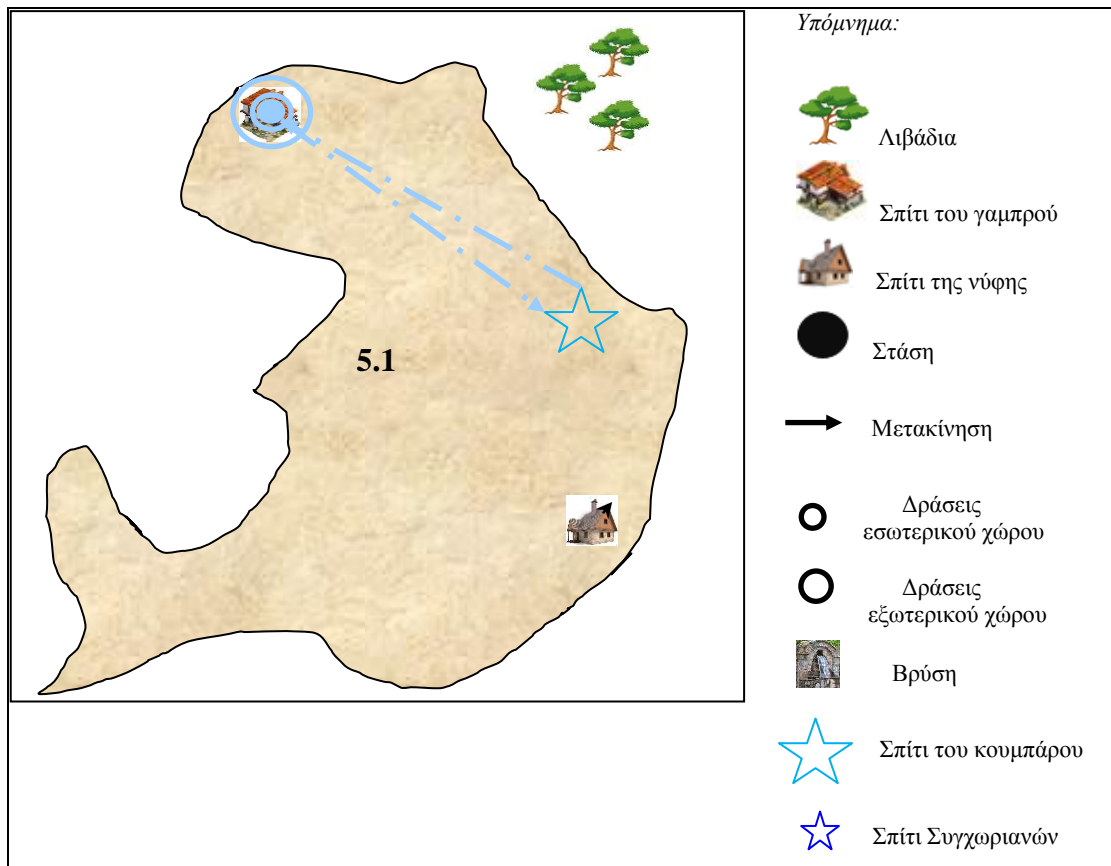 5.1
Υπόμνημα:
Λιβάδια
Σπίτι του γαμπρού
Σπίτι της νύφης
Στάση
Μετακίνηση
Δράσεις
εσωτερικού χώρου
Δράσεις
εξωτερικού χώρου
Βρύση
Σπίτι του κουμπάρου
Σπίτι Συγχωριανών